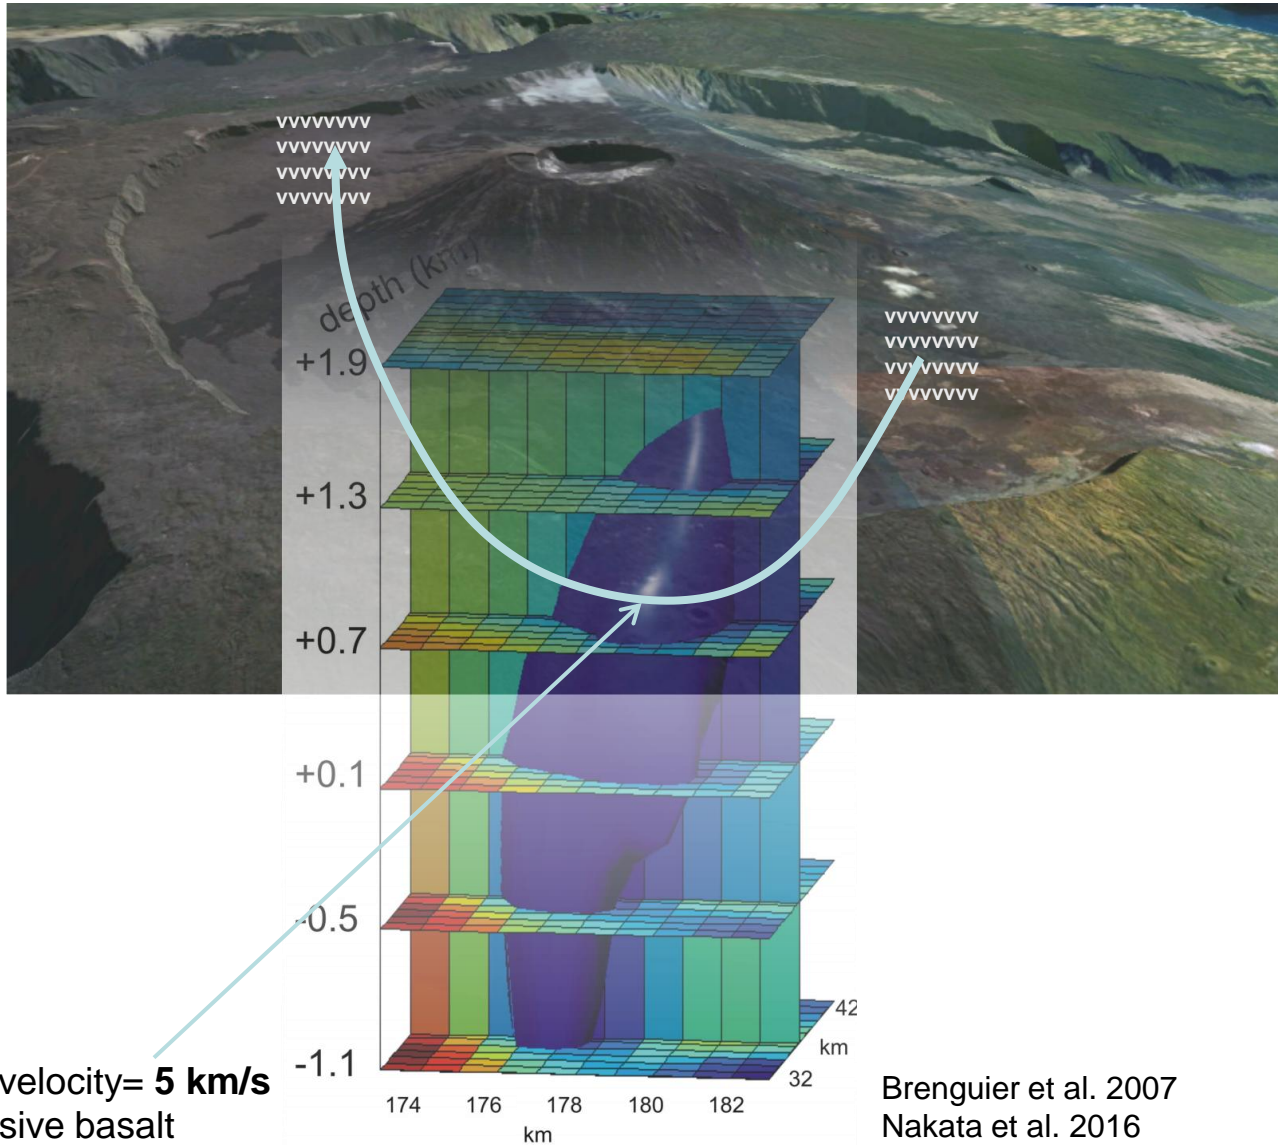 vvvvvvvv
vvvvvvvv
vvvvvvvv
vvvvvvvv
vvvvvvvv
vvvvvvvv
vvvvvvvv
vvvvvvvv
depth (km)
+1.9
+1.3
+0.7
+0.1
-0.5
-1.1
42
km
32
174 176 178 180 182
km
velocity= 5 km/s
sive basalt
Brenguier et al. 2007
Nakata et al. 2016